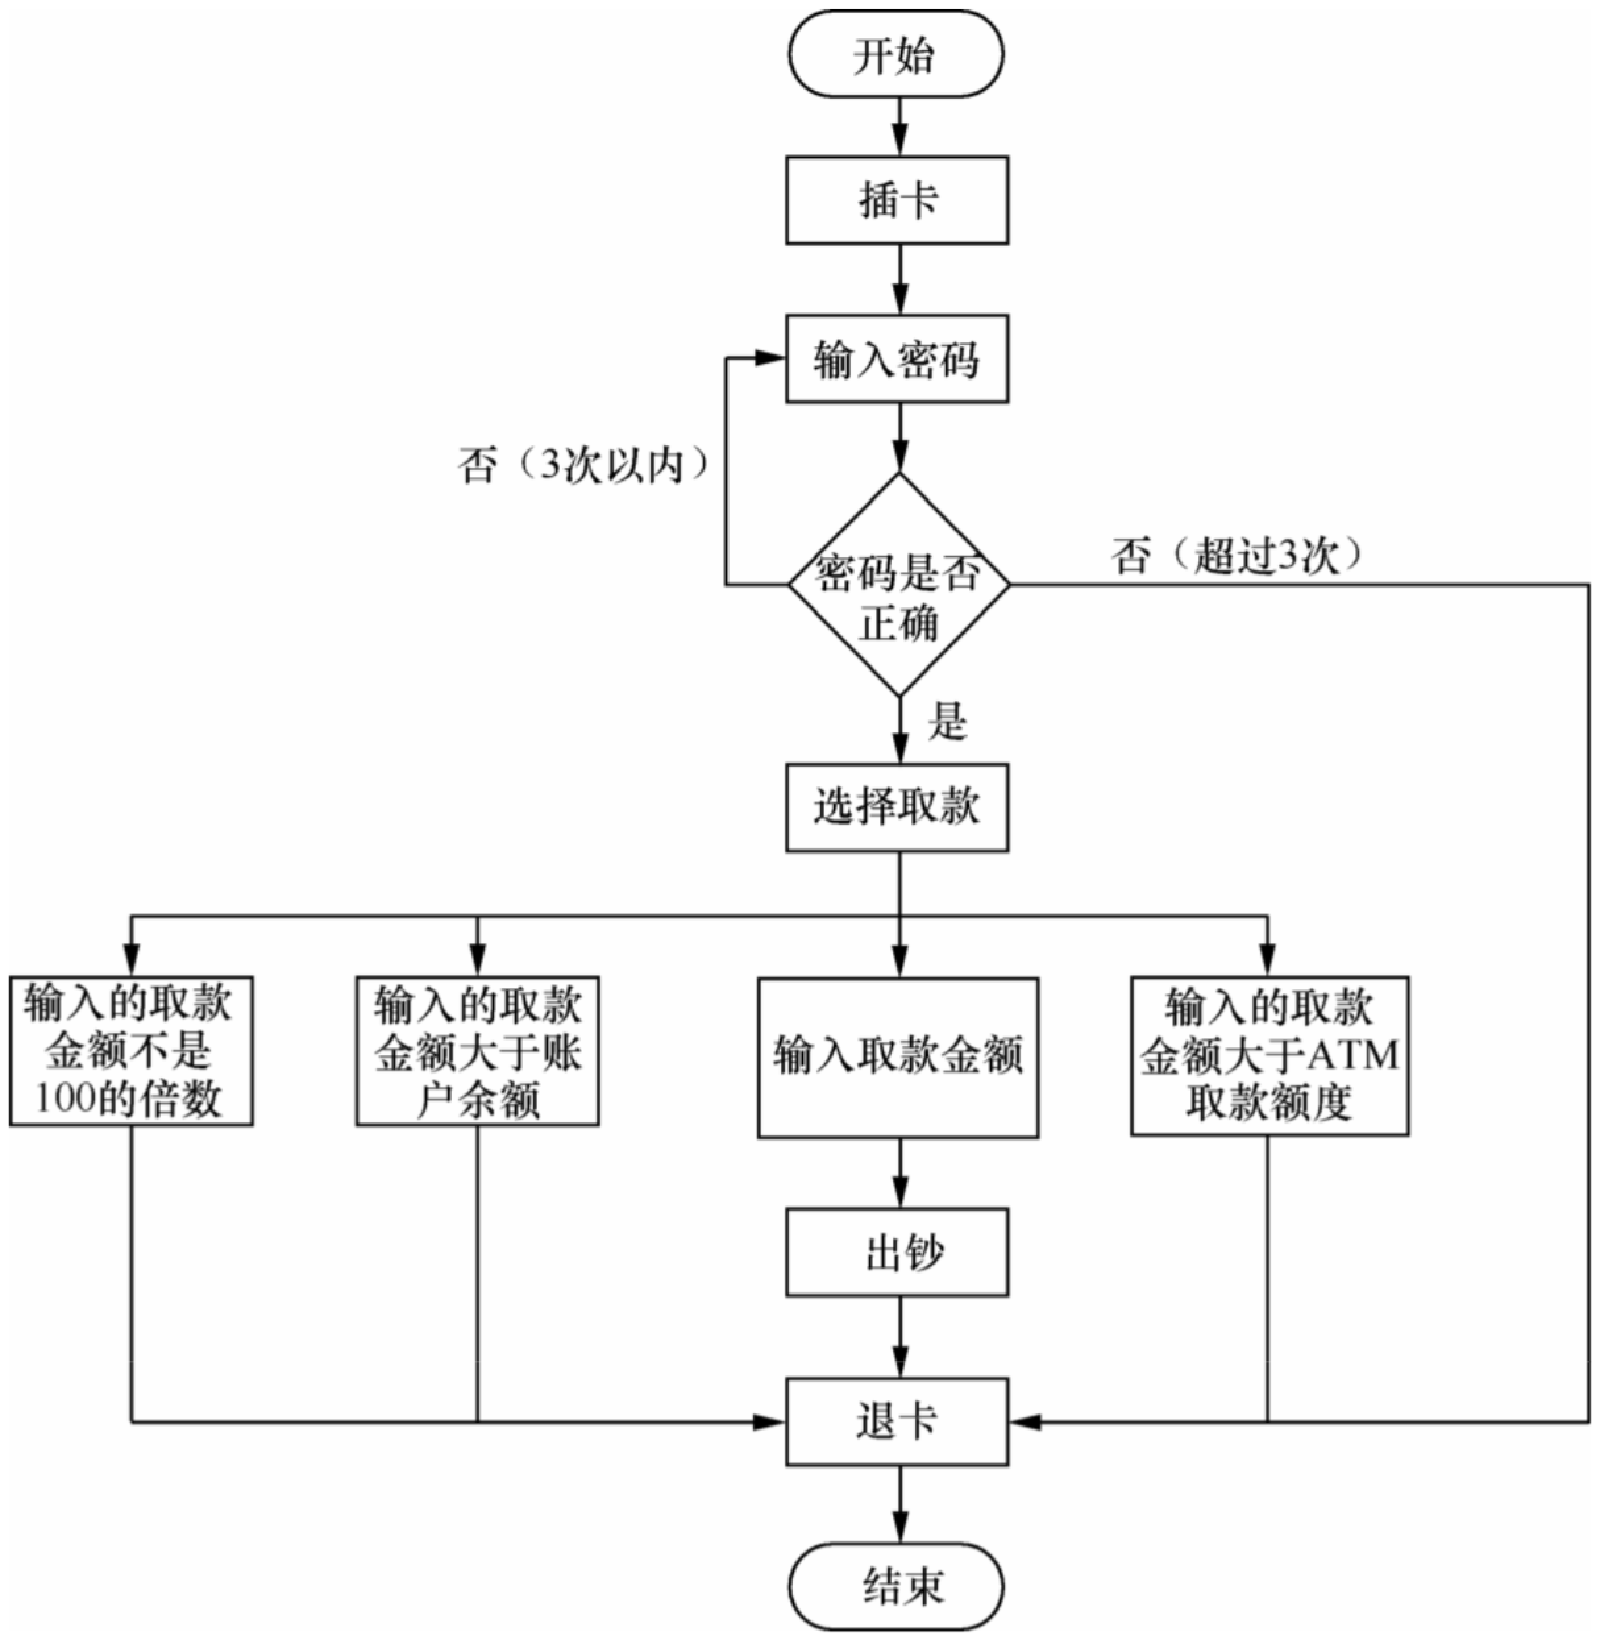 开始
插卡
输入密码
否（3次以内）
密码是否
正确
否（超过3次）
是
选择取款
输入的取款
金额不是
100的倍数
输入的取款
金额大于账
户余额
输入取款金额
输入的取款
金额大于ATM
取款额度
出钞
退卡
结束